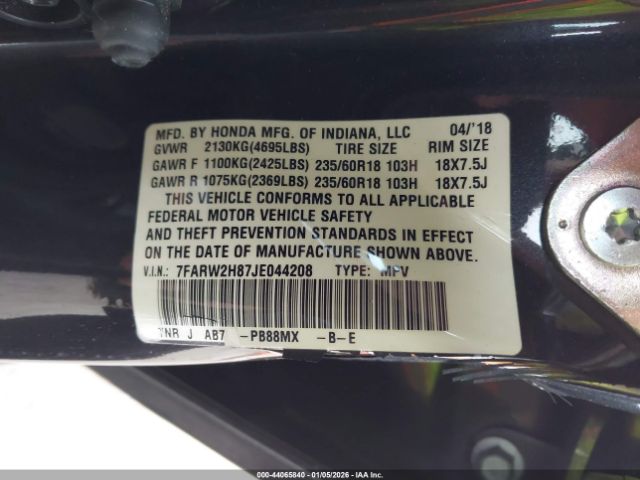 MFD. BY HONDA MFG. OF INDIANA, LLC 04/'18
GVWR 2130KG(4695LBS) TIRE SIZE RIM SIZE
GAWR F 1100KG(2425LBS) 235/60R18 103H 18X7.5J
GAWR R 1075KG(2369LBS) 235/60R18 103H 18X7.5J
THIS VEHICLE CONFORMS TO ALL APPLICABLE
FEDERAL MOTOR VEHICLE SAFETY
AND THEFT PREVENTION STANDARDS IN EFFECT
ON THE DATE OF MANUFACTURE SHOWN ABOVE.
V.I.N.: 7FARW2H87JE044208 TYPE: MPV
TNR J AB7 -PB88MX -B-E
000-44065840 - 01/05/2026 - IAAI, Inc.